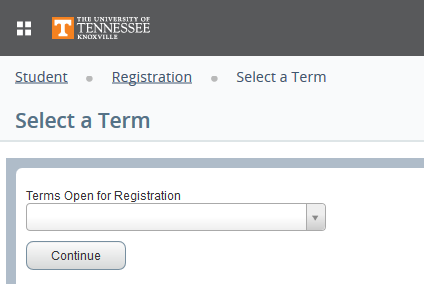 THE UNIVERSITY OF
TENNESSEE
KNOXVILLE
Student Registration Select a Term
Select a Term
Terms Open for Registration
Continue